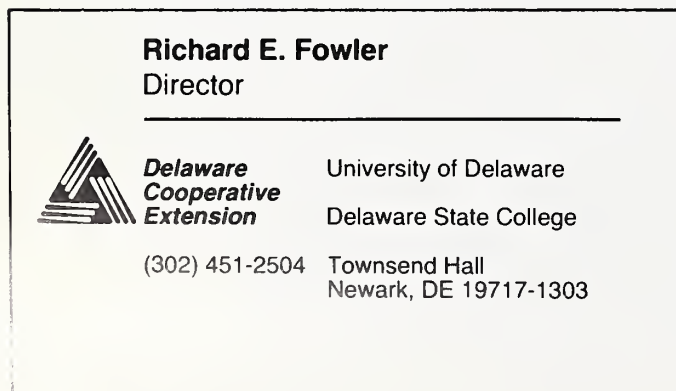 Richard E. Fowler
Director
Delaware
Cooperative
Extension
University of Delaware
Delaware State College
(302) 451-2504
Townsend Hall
Newark, DE 19717-1303